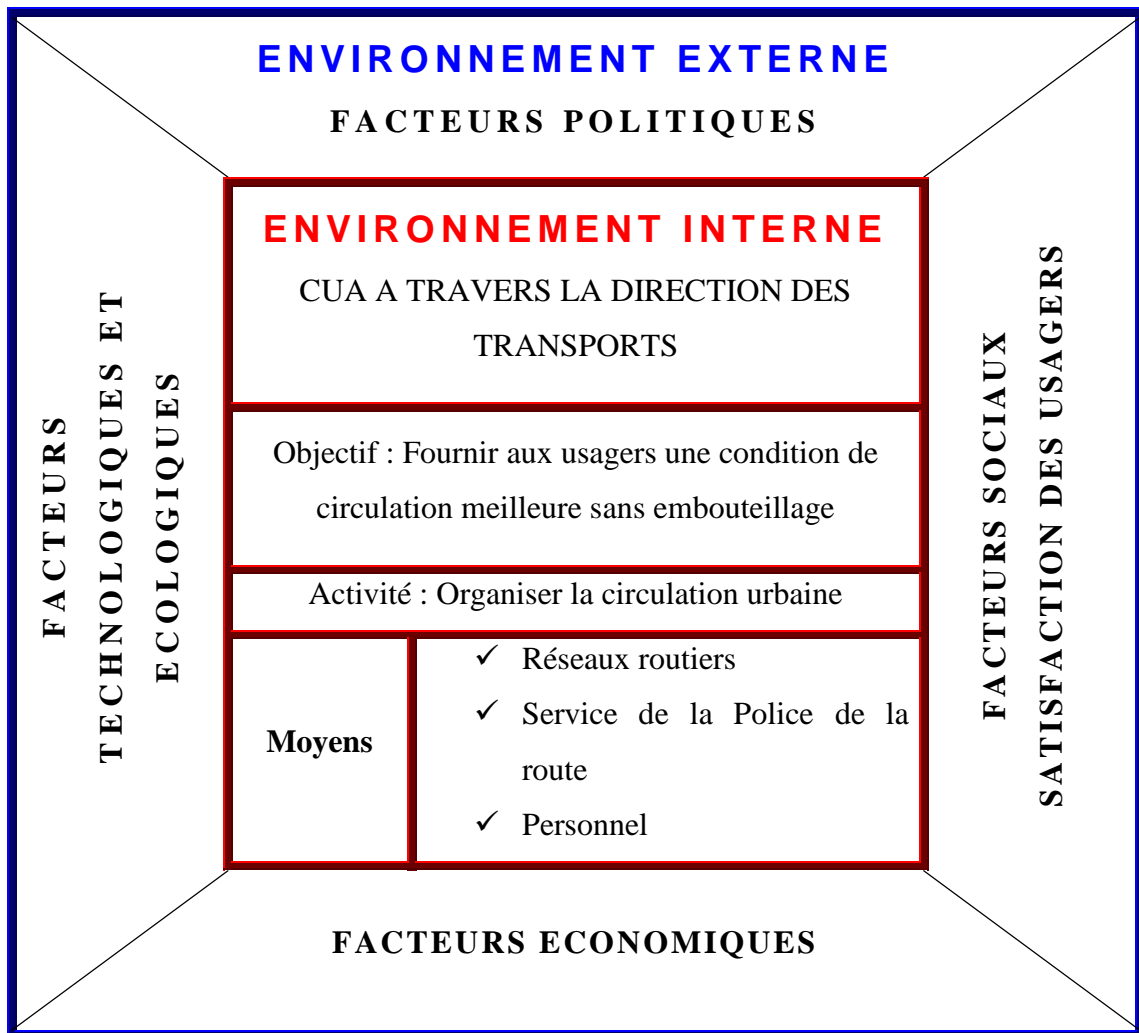 ENVIRONNEMENT EXTERNE
FACTEURS POLITIQUES
FACTEURS
TECHNOLOGIQUES ET
ECOLOGIQUES
ENVIRONNEMENT INTERNE
CUA A TRAVERS LA DIRECTION DES
TRANSPORTS
Objectif : Fournir aux usagers une condition de
circulation meilleure sans embouteillage
Activité : Organiser la circulation urbaine
Moyens
✓ Réseaux routiers
✓ Service de la Police de la
route
✓ Personnel
FACTEURS SOCIAUX
SATISFACTION DES USAGERS
FACTEURS ECONOMIQUES